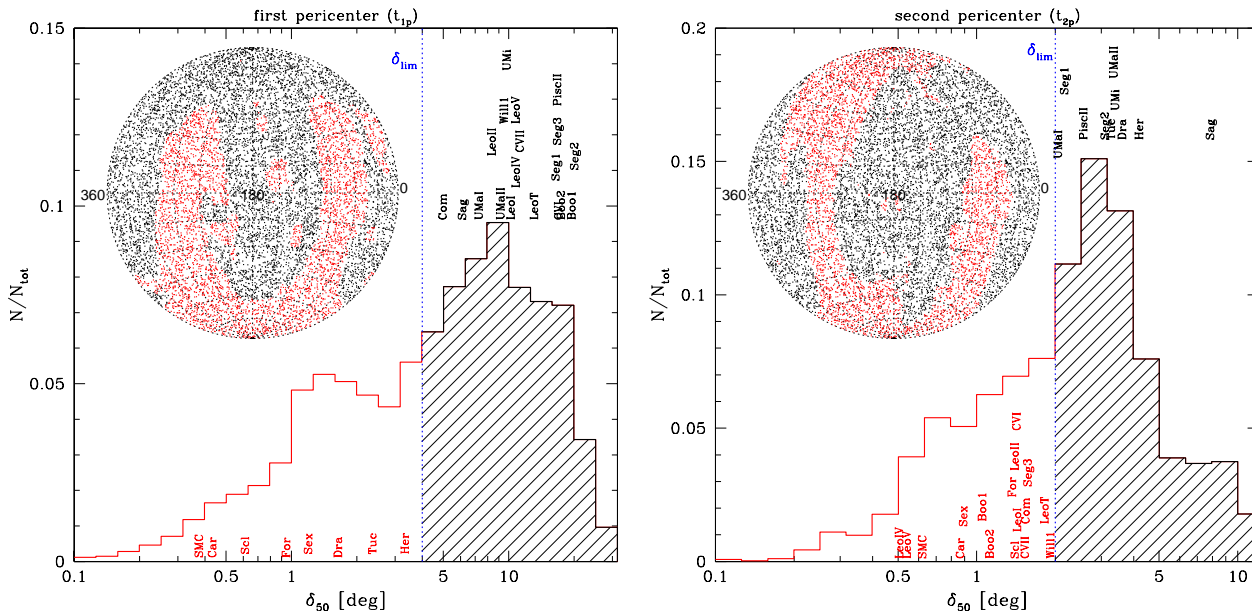 first pericenter (t1p)
0.15
0.1
0.05
0
N/Ntot
δlim
360
180
0
UMi
PiscII
Will1
LeoV
LeoII
CVII
Seg3
LeoIV
Seg1
Seg2
Com
Sag
UMaI
UMaII
LeoI
LeoT
Boo2
Boo1
SMC
Car
Scl
For
Sex
Dra
Tuc
Her
0.1
0.5
1
5
10
δ50 [deg]
second pericenter (t2p)
0.2
0.15
0.1
0.05
0
N/Ntot
δlim
360
180
0
Seg1
UMaII
UMi
UMaI
PiscII
Seg2
Tuc
Dra
Her
Sag
CVI
LeoII
For
Seg3
Boo1
Sex
LeoI
Com
LeoT
LeoIV
LeoV
SMC
Car
Boo2
Scl
CVII
Will1
0.1
0.5
1
5
10
δ50 [deg]